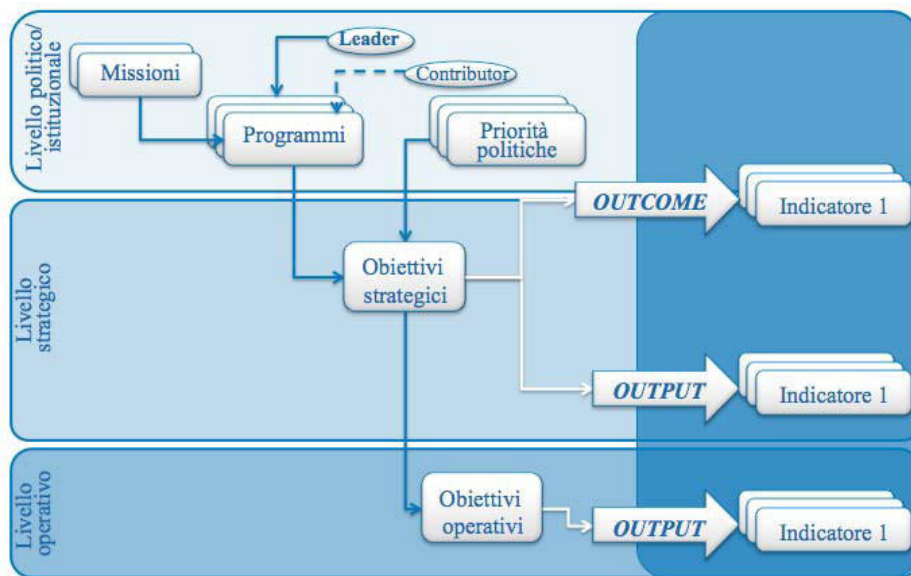 Livello politico/
istituzionale
Leader
Missioni
Contributor
Programmi
Priorità
politiche
OUTCOME
Indicatore 1
Livello
strategico
Obiettivi
strategici
OUTPUT
Indicatore 1
Livello
operativo
Obiettivi
operativi
OUTPUT
Indicatore 1